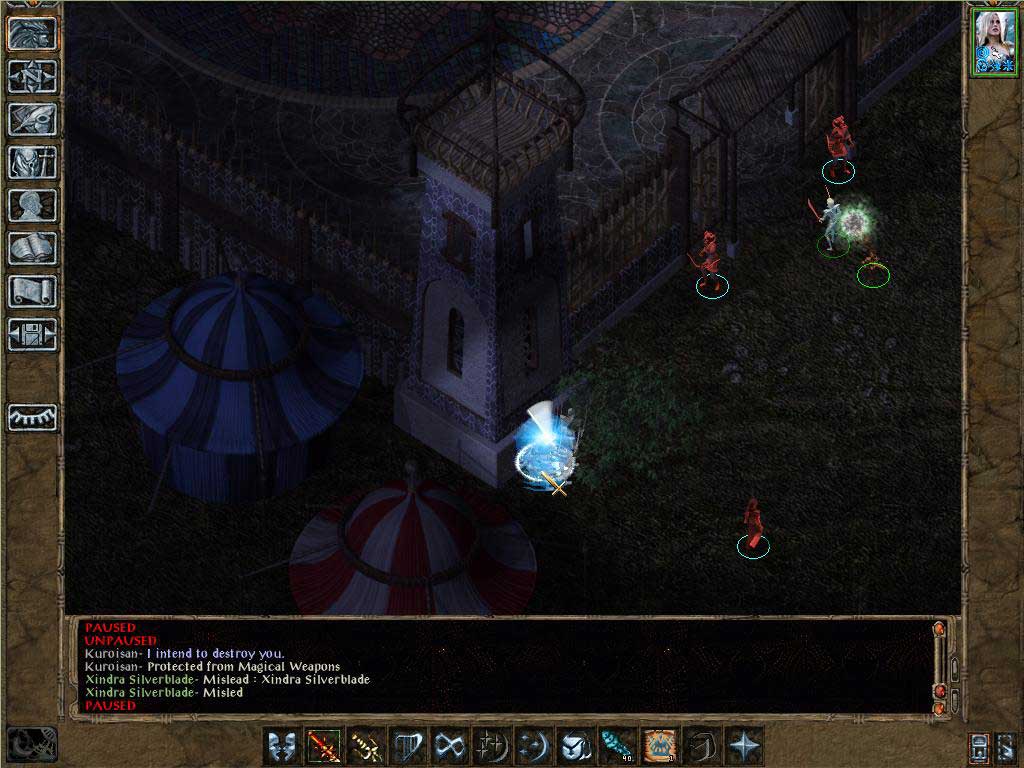 N
PAUSED
UNPAUSED
Kuroisan- I intend to destroy you.
Kuroisan- Protected from Magical Weapons
Xindra Silverblade- Mislead : Xindra Silverblade
Xindra Silverblade- Misled
PAUSED
40